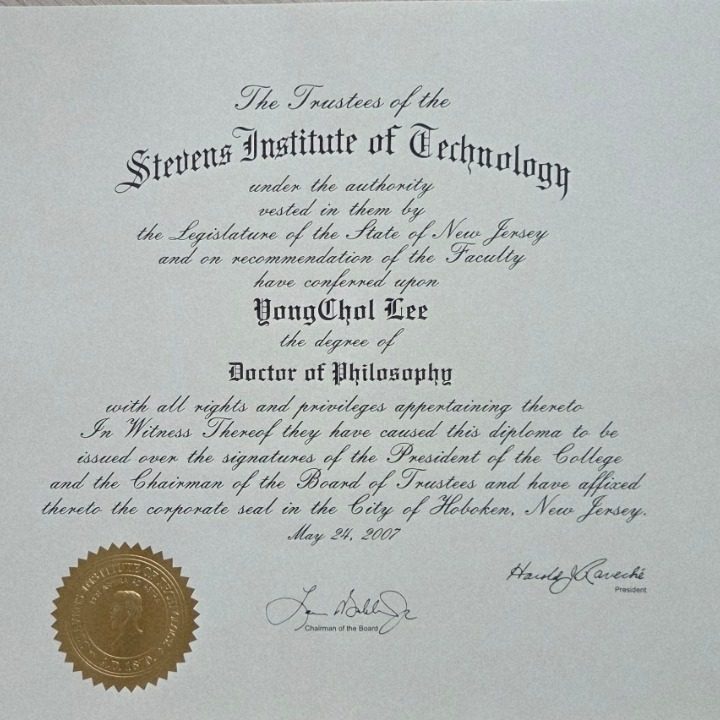 The Trustees of the
Stevens Institute of Technology
under the authority
vested in them by
the Legislature of the State of New Jersey
and on recommendation of the Faculty
have conferred upon
YongChol Lee
the degree of
Doctor of Philosophy
with all rights and privileges appertaining thereto
In Witness Thereof they have caused this diploma to be
issued over the signatures of the President of the College
and the Chairman of the Board of Trustees and have affixed
thereto the corporate seal in the City of Hoboken, New Jersey.
May 24, 2007
Harold J Raveché
President
Chairman of the Board